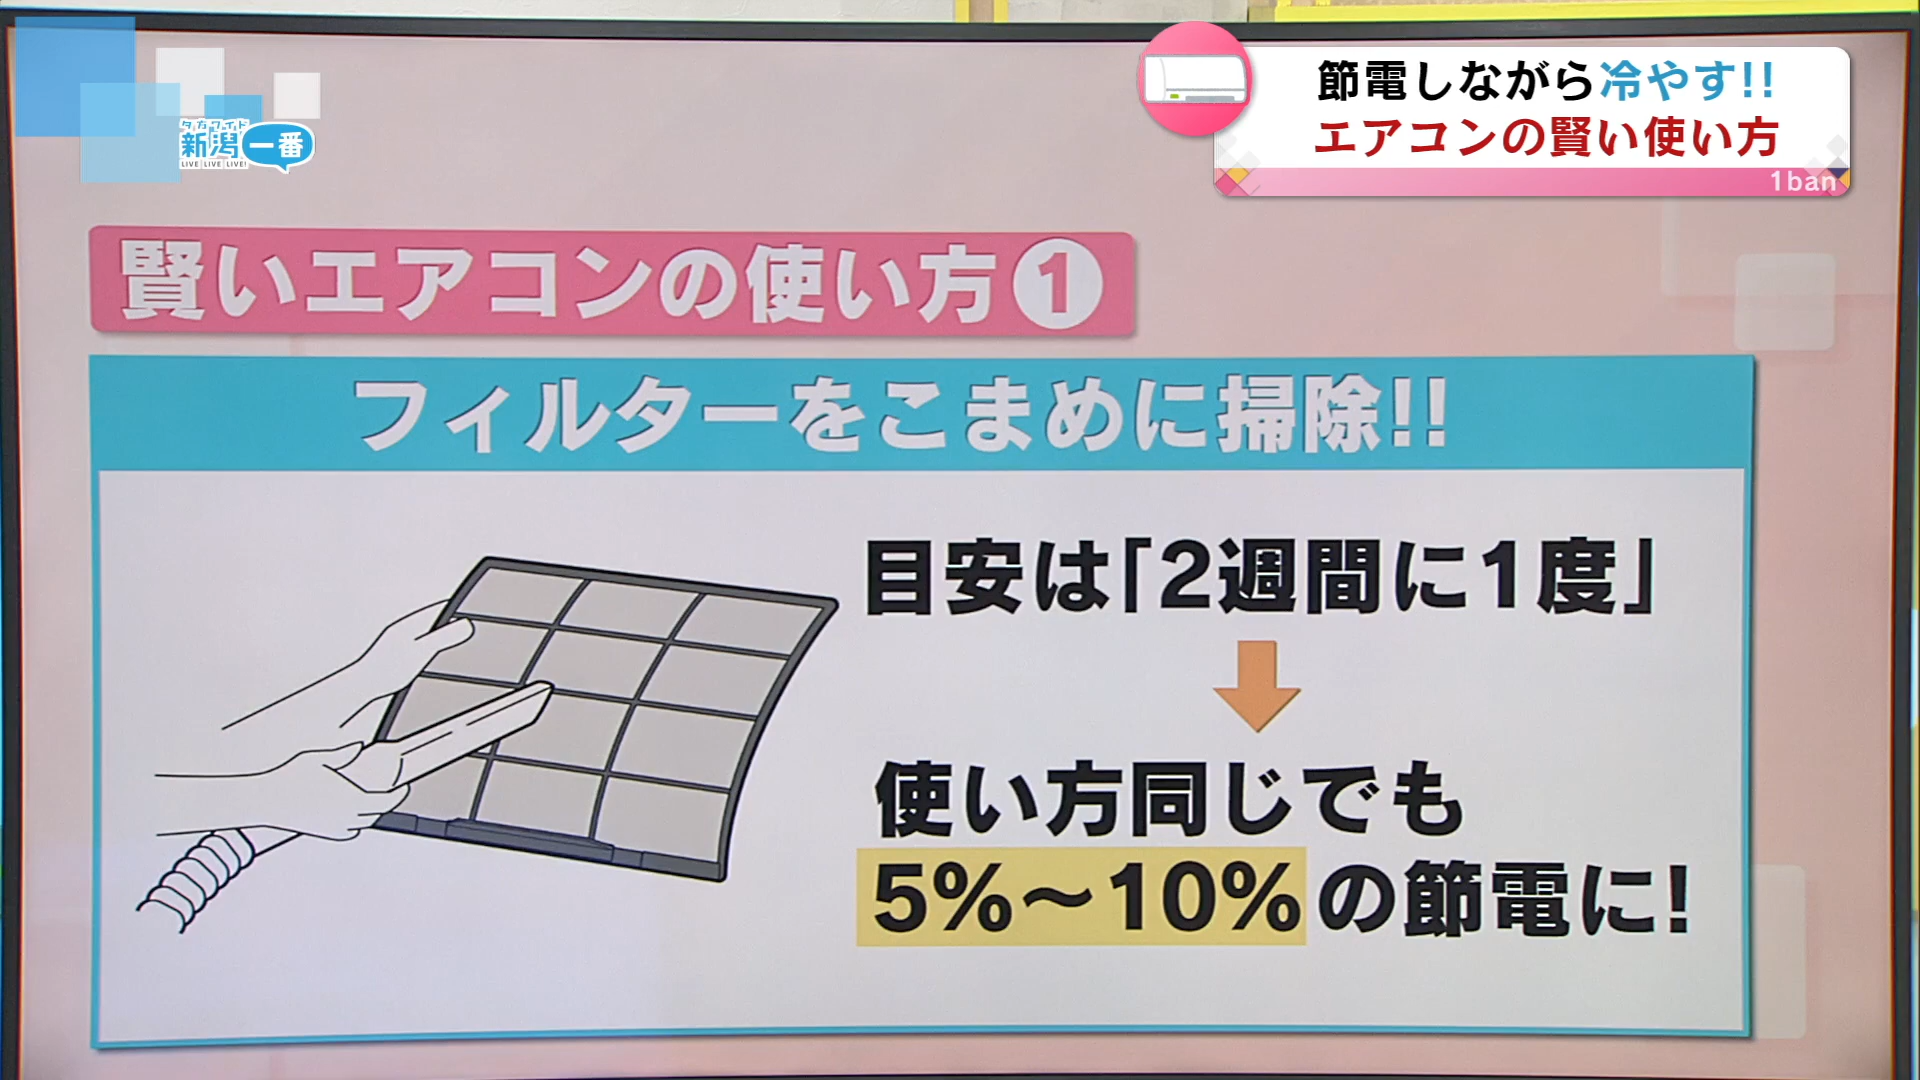 夕方ワイド
新潟一番
LIVE LIVE LIVE!
節電しながら冷やす!!
エアコンの賢い使い方
1ban
賢いエアコンの使い方①
フィルターをこまめに掃除!!
目安は「2週間に1度」
使い方同じでも
5%~10%の節電に!